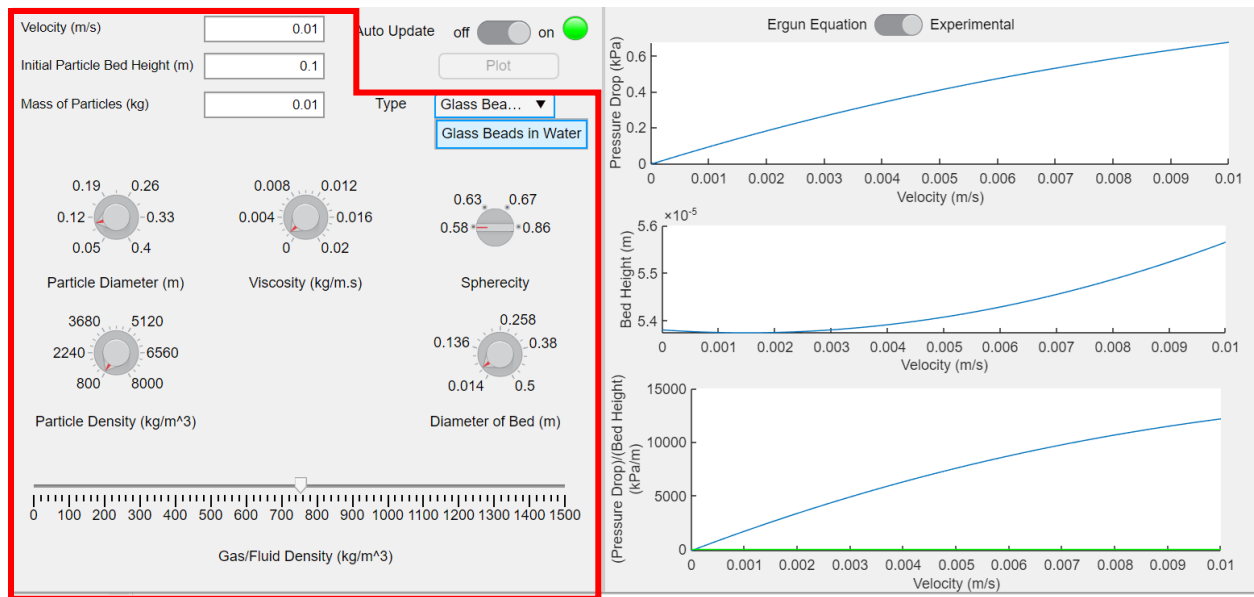 Velocity (m/s) 0.01
Auto Update off on
Initial Particle Bed Height (m) 0.1
Plot
Mass of Particles (kg) 0.01
Type Glass Bea...
Glass Beads in Water
0.19 0.26
0.12 0.33
0.05 0.4
Particle Diameter (m)
0.008 0.012
0.004 0.016
0 0.02
Viscosity (kg/m.s)
0.63 0.67
0.58 0.86
Spherecity
3680 5120
2240 6560
800 8000
Particle Density (kg/m^3)
0.258
0.136 0.38
0.014 0.5
Diameter of Bed (m)
0 100 200 300 400 500 600 700 800 900 1000 1100 1200 1300 1400 1500
Gas/Fluid Density (kg/m^3)
Ergun Equation Experimental
Pressure Drop (kPa)
0.6
0.4
0.2
0
0 0.001 0.002 0.003 0.004 0.005 0.006 0.007 0.008 0.009 0.01
Velocity (m/s)
×10⁻⁵
Bed Height (m)
5.6
5.5
5.4
0 0.001 0.002 0.003 0.004 0.005 0.006 0.007 0.008 0.009 0.01
Velocity (m/s)
(Pressure Drop)/(Bed Height)
(kPa/m)
15000
10000
5000
0
0 0.001 0.002 0.003 0.004 0.005 0.006 0.007 0.008 0.009 0.01
Velocity (m/s)